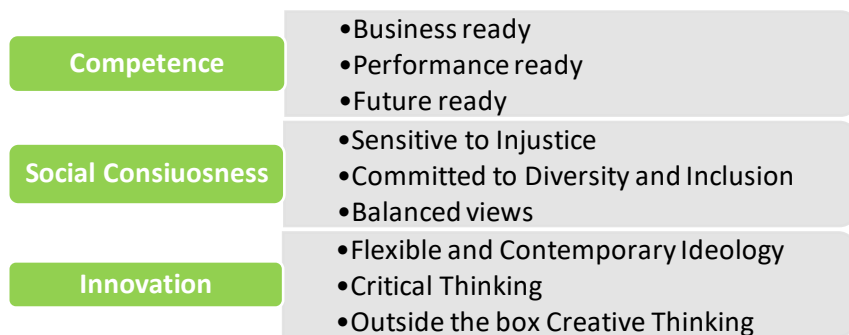 Competence
•Business ready
•Performance ready
•Future ready
Social Consiuosness
•Sensitive to Injustice
•Committed to Diversity and Inclusion
•Balanced views
Innovation
•Flexible and Contemporary Ideology
•Critical Thinking
•Outside the box Creative Thinking